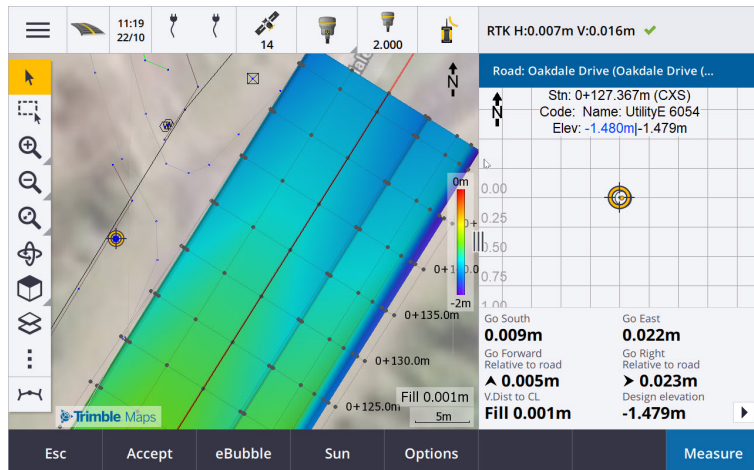 11:19
22/10
14
2.000
RTK H:0.007m V:0.016m
Road: Oakdale Drive (Oakdale Drive (...
N
N
Stn: 0+127.367m (CXS)
Code: Name: UtilityE 6054
Elev: -1.480m|-1.479m
0m
-2m
0.00
0.25
0.50
0.75
1.00
0+135.0m
0+130.0m
0+125.0m
Fill 0.001m
5m
Trimble Maps
Go South
0.009m
Go East
0.022m
Go Forward
Relative to road
0.005m
Go Right
Relative to road
0.023m
V.Dist to CL
Fill 0.001m
Design elevation
-1.479m
Esc
Accept
eBubble
Sun
Options
Measure